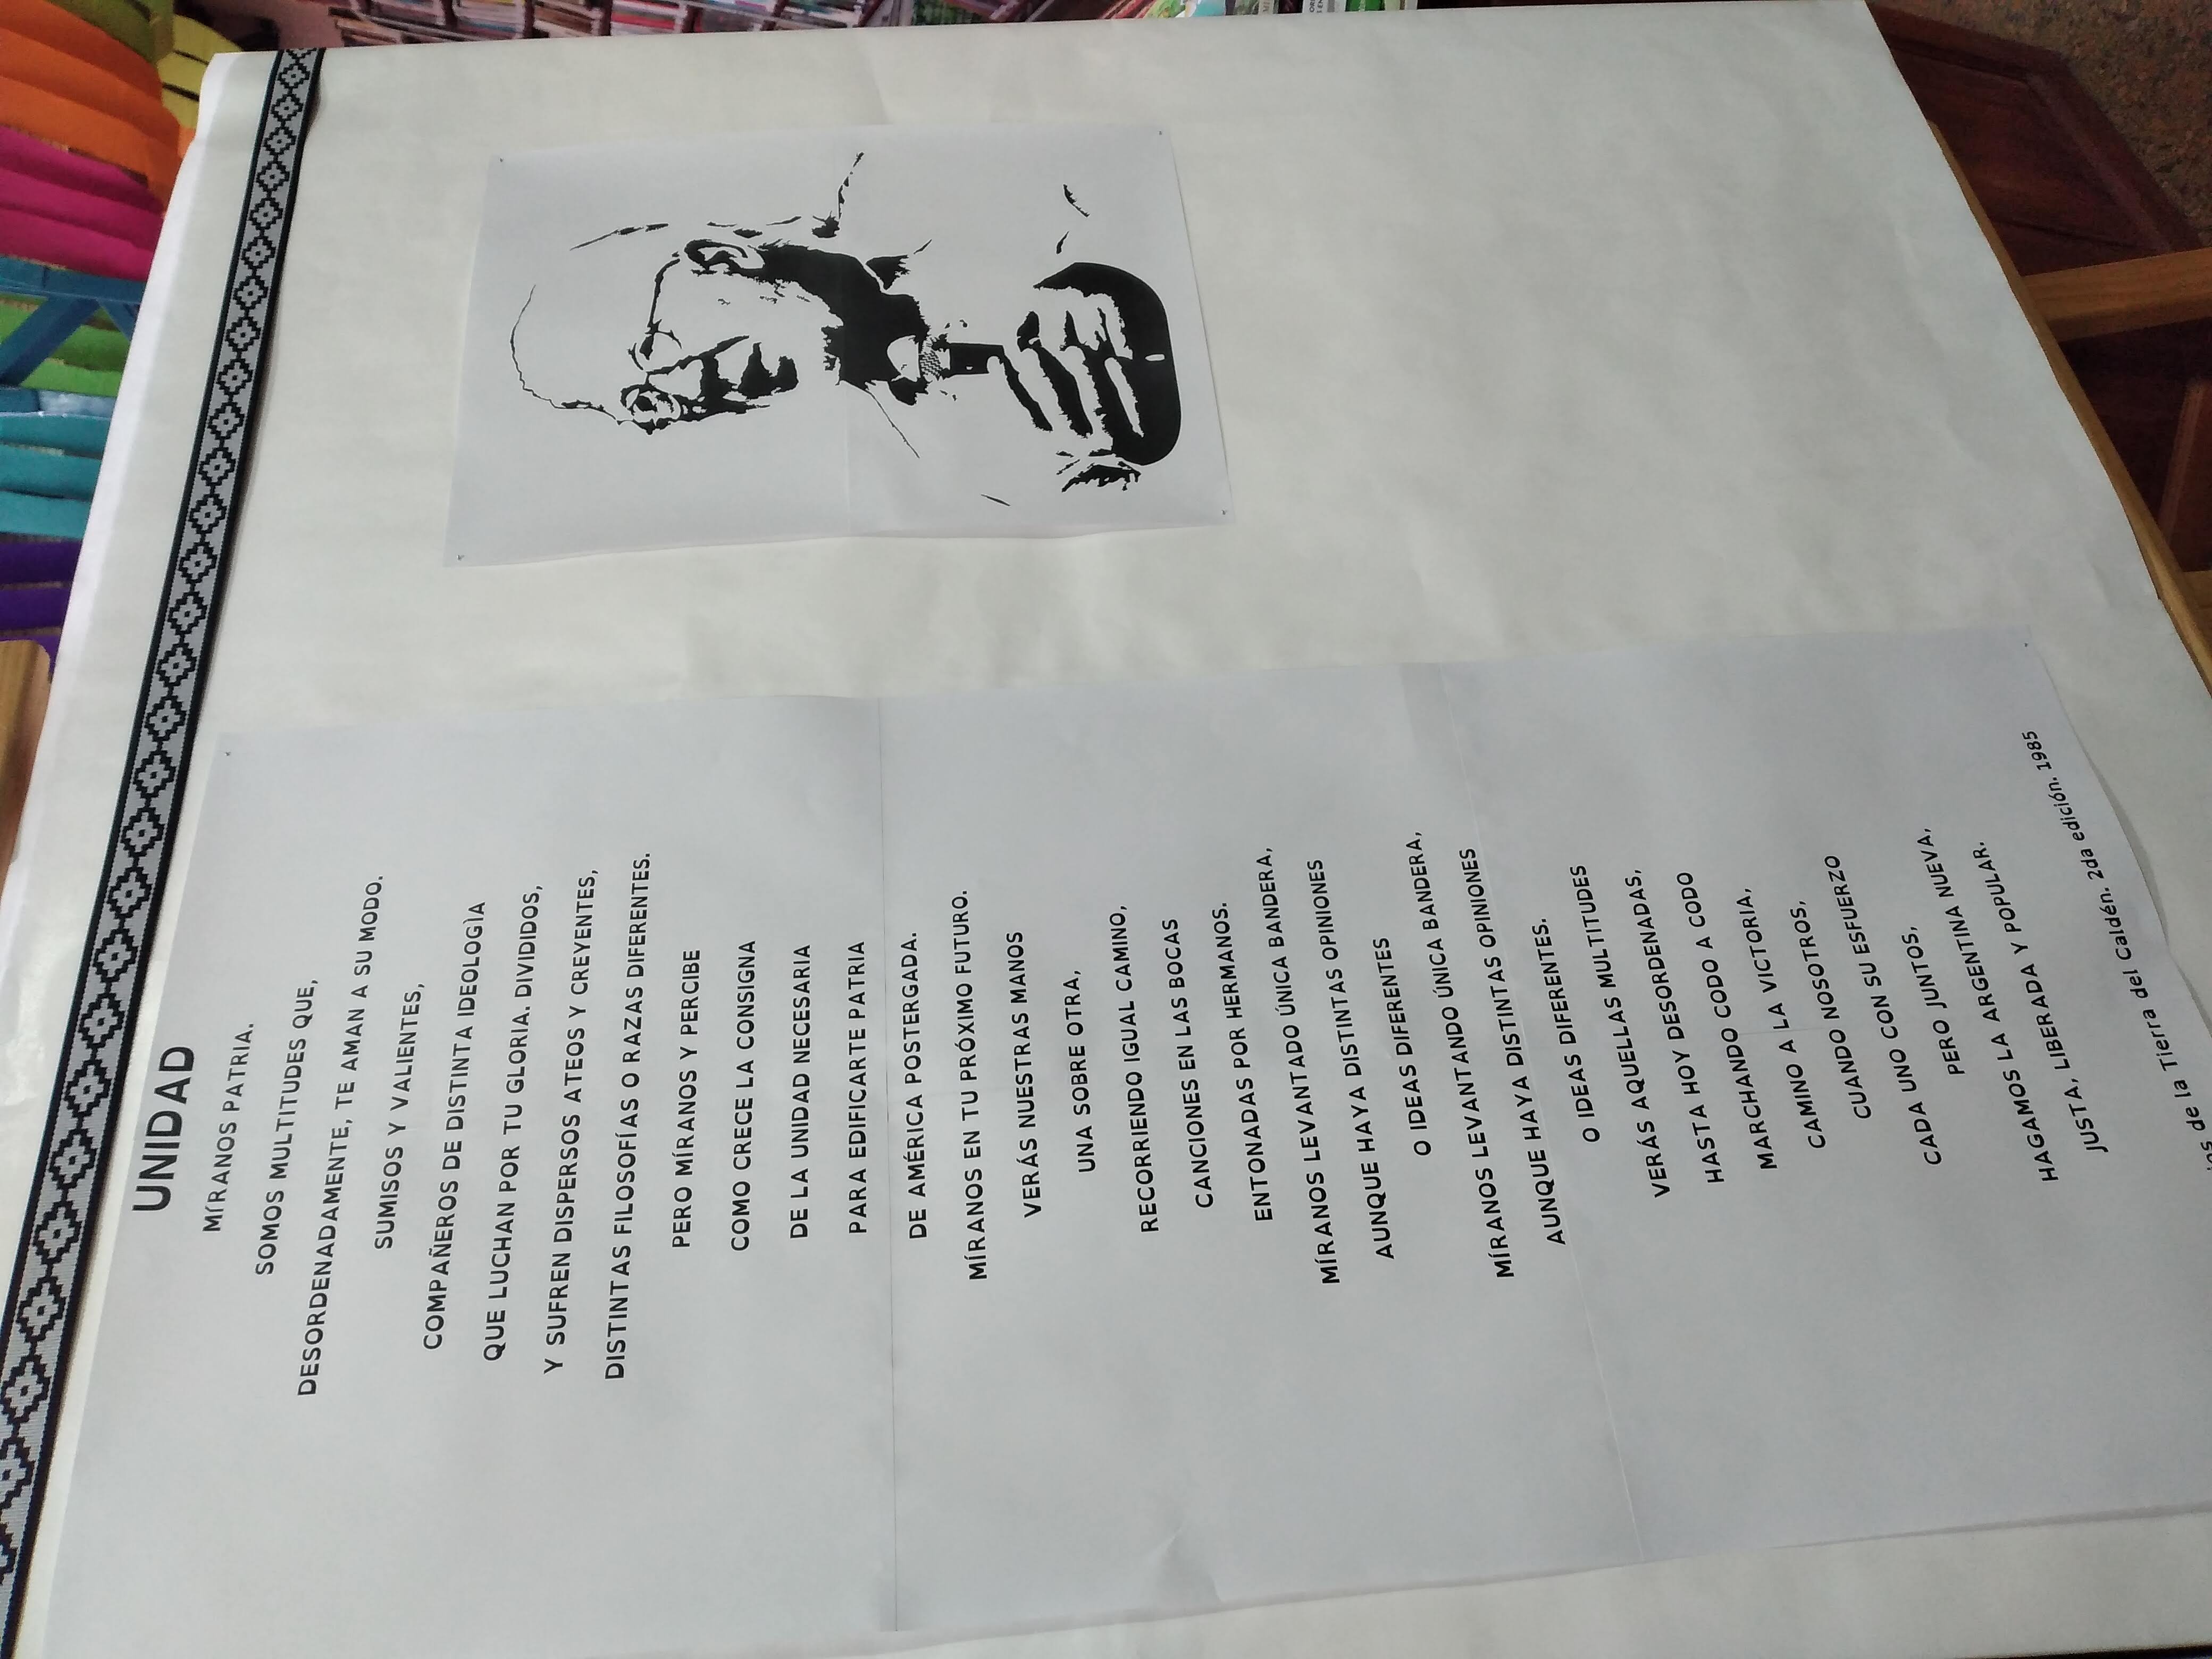 UNIDAD
MÍRANOS PATRIA.
SOMOS MULTITUDES QUE,
DESORDENADAMENTE, TE AMAN A SU MODO.
SUMISOS Y VALIENTES,
COMPAÑEROS DE DISTINTA IDEOLOGÌA
QUE LUCHAN POR TU GLORIA. DIVIDIDOS,
Y SUFREN DISPERSOS ATEOS Y CREYENTES,
DISTINTAS FILOSOFÍAS O RAZAS DIFERENTES.
PERO MÍRANOS Y PERCIBE
COMO CRECE LA CONSIGNA
DE LA UNIDAD NECESARIA
PARA EDIFICARTE PATRIA
DE AMÉRICA POSTERGADA.
MÍRANOS EN TU PRÓXIMO FUTURO.
VERÁS NUESTRAS MANOS
UNA SOBRE OTRA,
RECORRIENDO IGUAL CAMINO,
CANCIONES EN LAS BOCAS
ENTONADAS POR HERMANOS.
MÍRANOS LEVANTADO ÚNICA BANDERA,
AUNQUE HAYA DISTINTAS OPINIONES
O IDEAS DIFERENTES
MÍRANOS LEVANTANDO ÚNICA BANDERA,
AUNQUE HAYA DISTINTAS OPINIONES
O IDEAS DIFERENTES.
VERÁS AQUELLAS MULTITUDES
HASTA HOY DESORDENADAS,
MARCHANDO CODO A CODO
CAMINO A LA VICTORIA,
CUANDO NOSOTROS,
CADA UNO CON SU ESFUERZO
PERO JUNTOS,
HAGAMOS LA ARGENTINA NUEVA,
JUSTA, LIBERADA Y POPULAR.
de la Tierra del Caldén. 2da edición. 1985